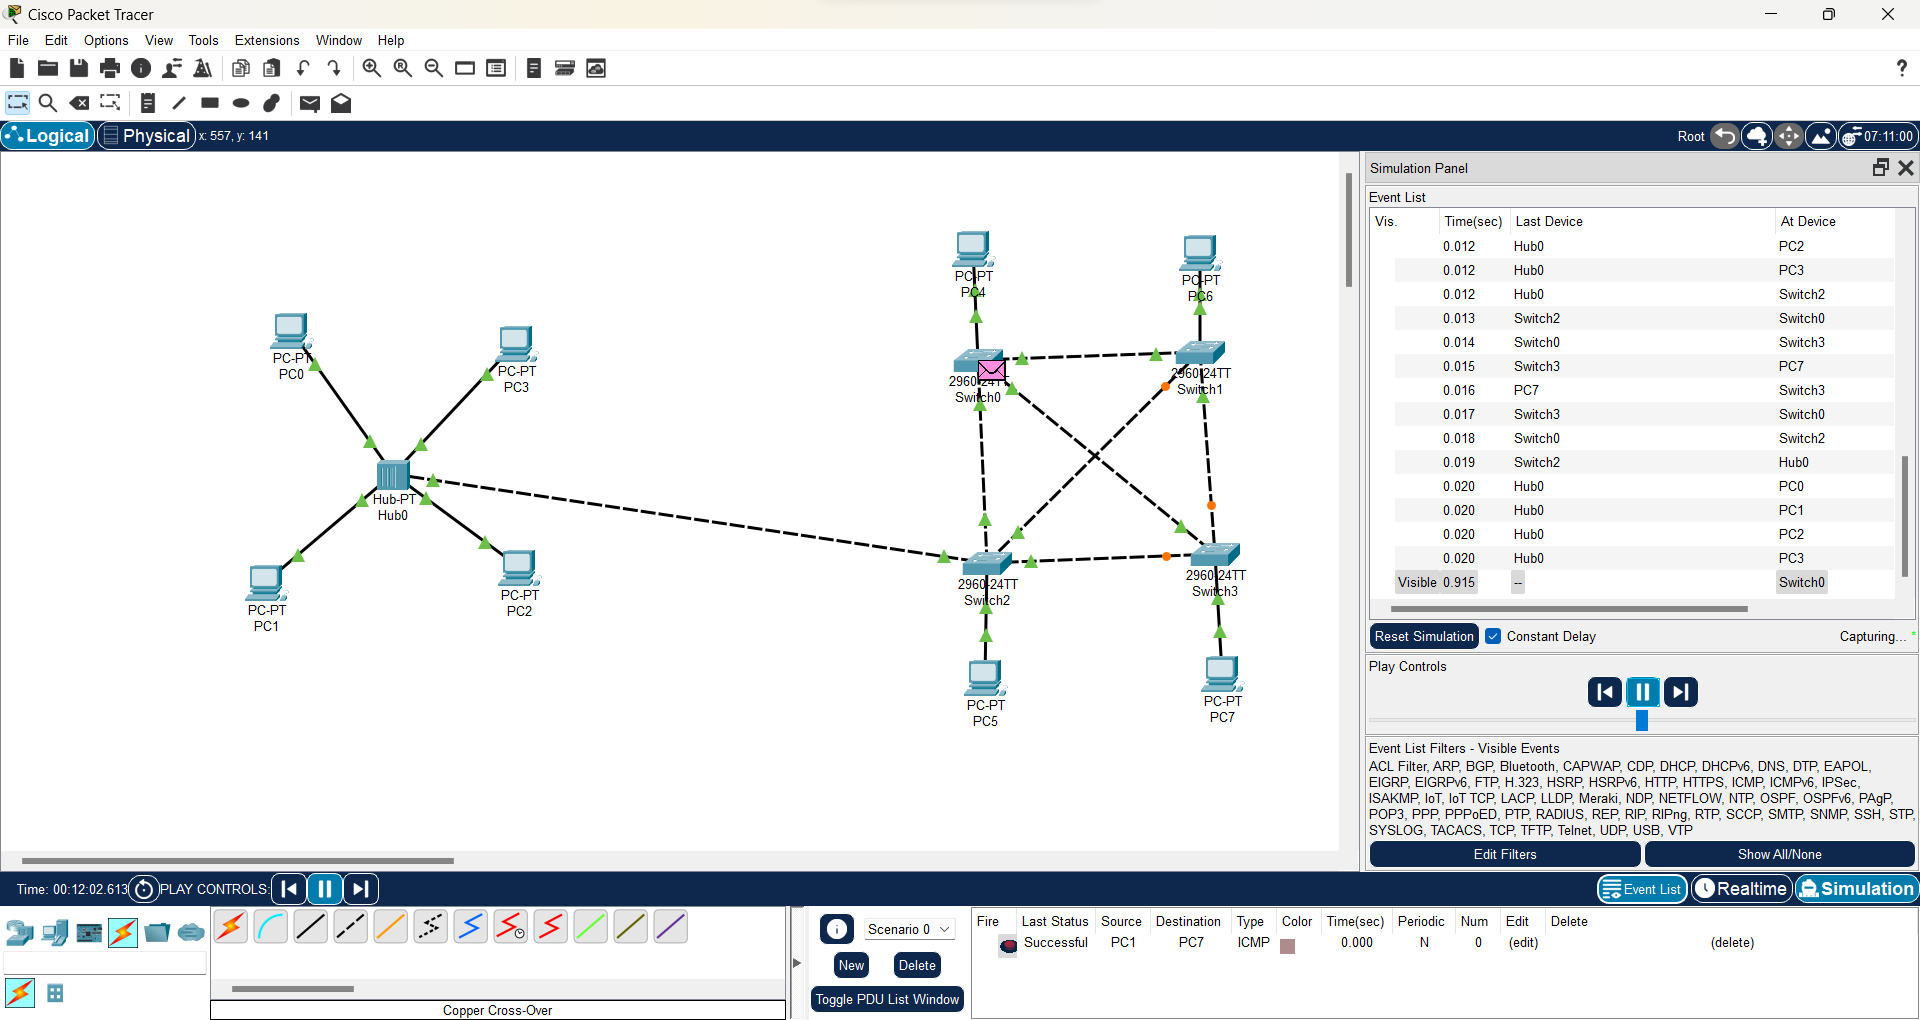 Cisco Packet Tracer
File Edit Options View Tools Extensions Window Help
?
Logical Physical x: 557, y: 141 Root 07:11:00
Simulation Panel
Event List
Vis. Time(sec) Last Device At Device
0.012 Hub0 PC2
0.012 Hub0 PC3
0.012 Hub0 Switch2
0.013 Switch2 Switch0
0.014 Switch0 Switch3
0.015 Switch3 PC7
0.016 PC7 Switch3
0.017 Switch3 Switch0
0.018 Switch0 Switch2
0.019 Switch2 Hub0
0.020 Hub0 PC0
0.020 Hub0 PC1
0.020 Hub0 PC2
0.020 Hub0 PC3
Visible 0.915 -- Switch0
Reset Simulation Constant Delay Capturing...
Play Controls
Event List Filters - Visible Events
ACL Filter, ARP, BGP, Bluetooth, CAPWAP, CDP, DHCP, DHCPv6, DNS, DTP, EAPOL,
EIGRP, EIGRPv6, FTP, H.323, HSRP, HSRPv6, HTTP, HTTPS, ICMP, ICMPv6, IPSec,
ISAKMP, IoT, IoT TCP, LACP, LLDP, Meraki, NDP, NETFLOW, NTP, OSPF, OSPFv6, PAgP,
POP3, PPP, PPPoED, PTP, RADIUS, REP, RIP, RIPng, RTP, SCCP, SMTP, SNMP, SSH, STP,
SYSLOG, TACACS, TCP, TFTP, Telnet, UDP, USB, VTP
Edit Filters Show All/None
PC-PT
PC4
PC-PT
PC6
PC-PT
PC0
PC-PT
PC3
2960-24TT
Switch0
2960-24TT
Switch1
Hub-PT
Hub0
PC-PT
PC1
PC-PT
PC2
2960-24TT
Switch2
2960-24TT
Switch3
PC-PT
PC5
PC-PT
PC7
Time: 00:12:02.613 PLAY CONTROLS: Event List Realtime Simulation
Copper Cross-Over
Scenario 0
New Delete
Toggle PDU List Window
Fire Last Status Source Destination Type Color Time(sec) Periodic Num Edit Delete
Successful PC1 PC7 ICMP 0.000 N 0 (edit) (delete)